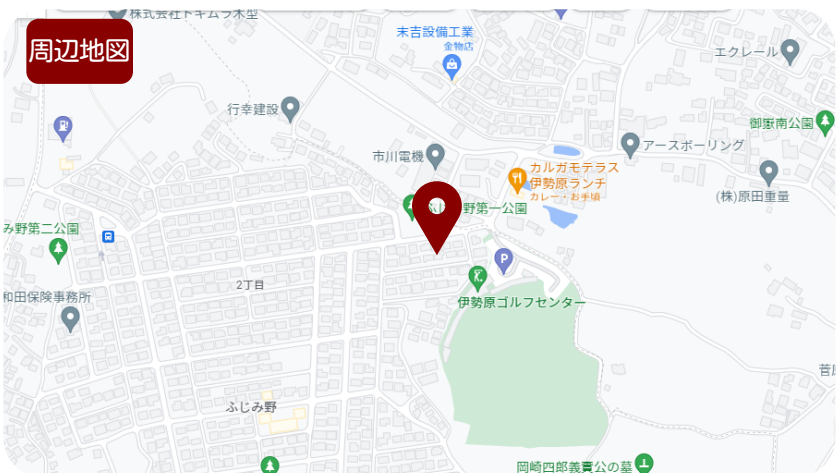 株式会社トキムラ木型
周辺地図
末吉設備工業
金物店
エクレール
行幸建設
御嶽南公園
アースボーリング
市川電機
カルガモテラス
伊勢原ランチ
カレー・お手頃
(株)原田重量
野第一公園
み野第二公園
P
2丁目
和田保険事務所
伊勢原ゴルフセンター
菅原
ふじみ野
岡崎四郎義實公の墓